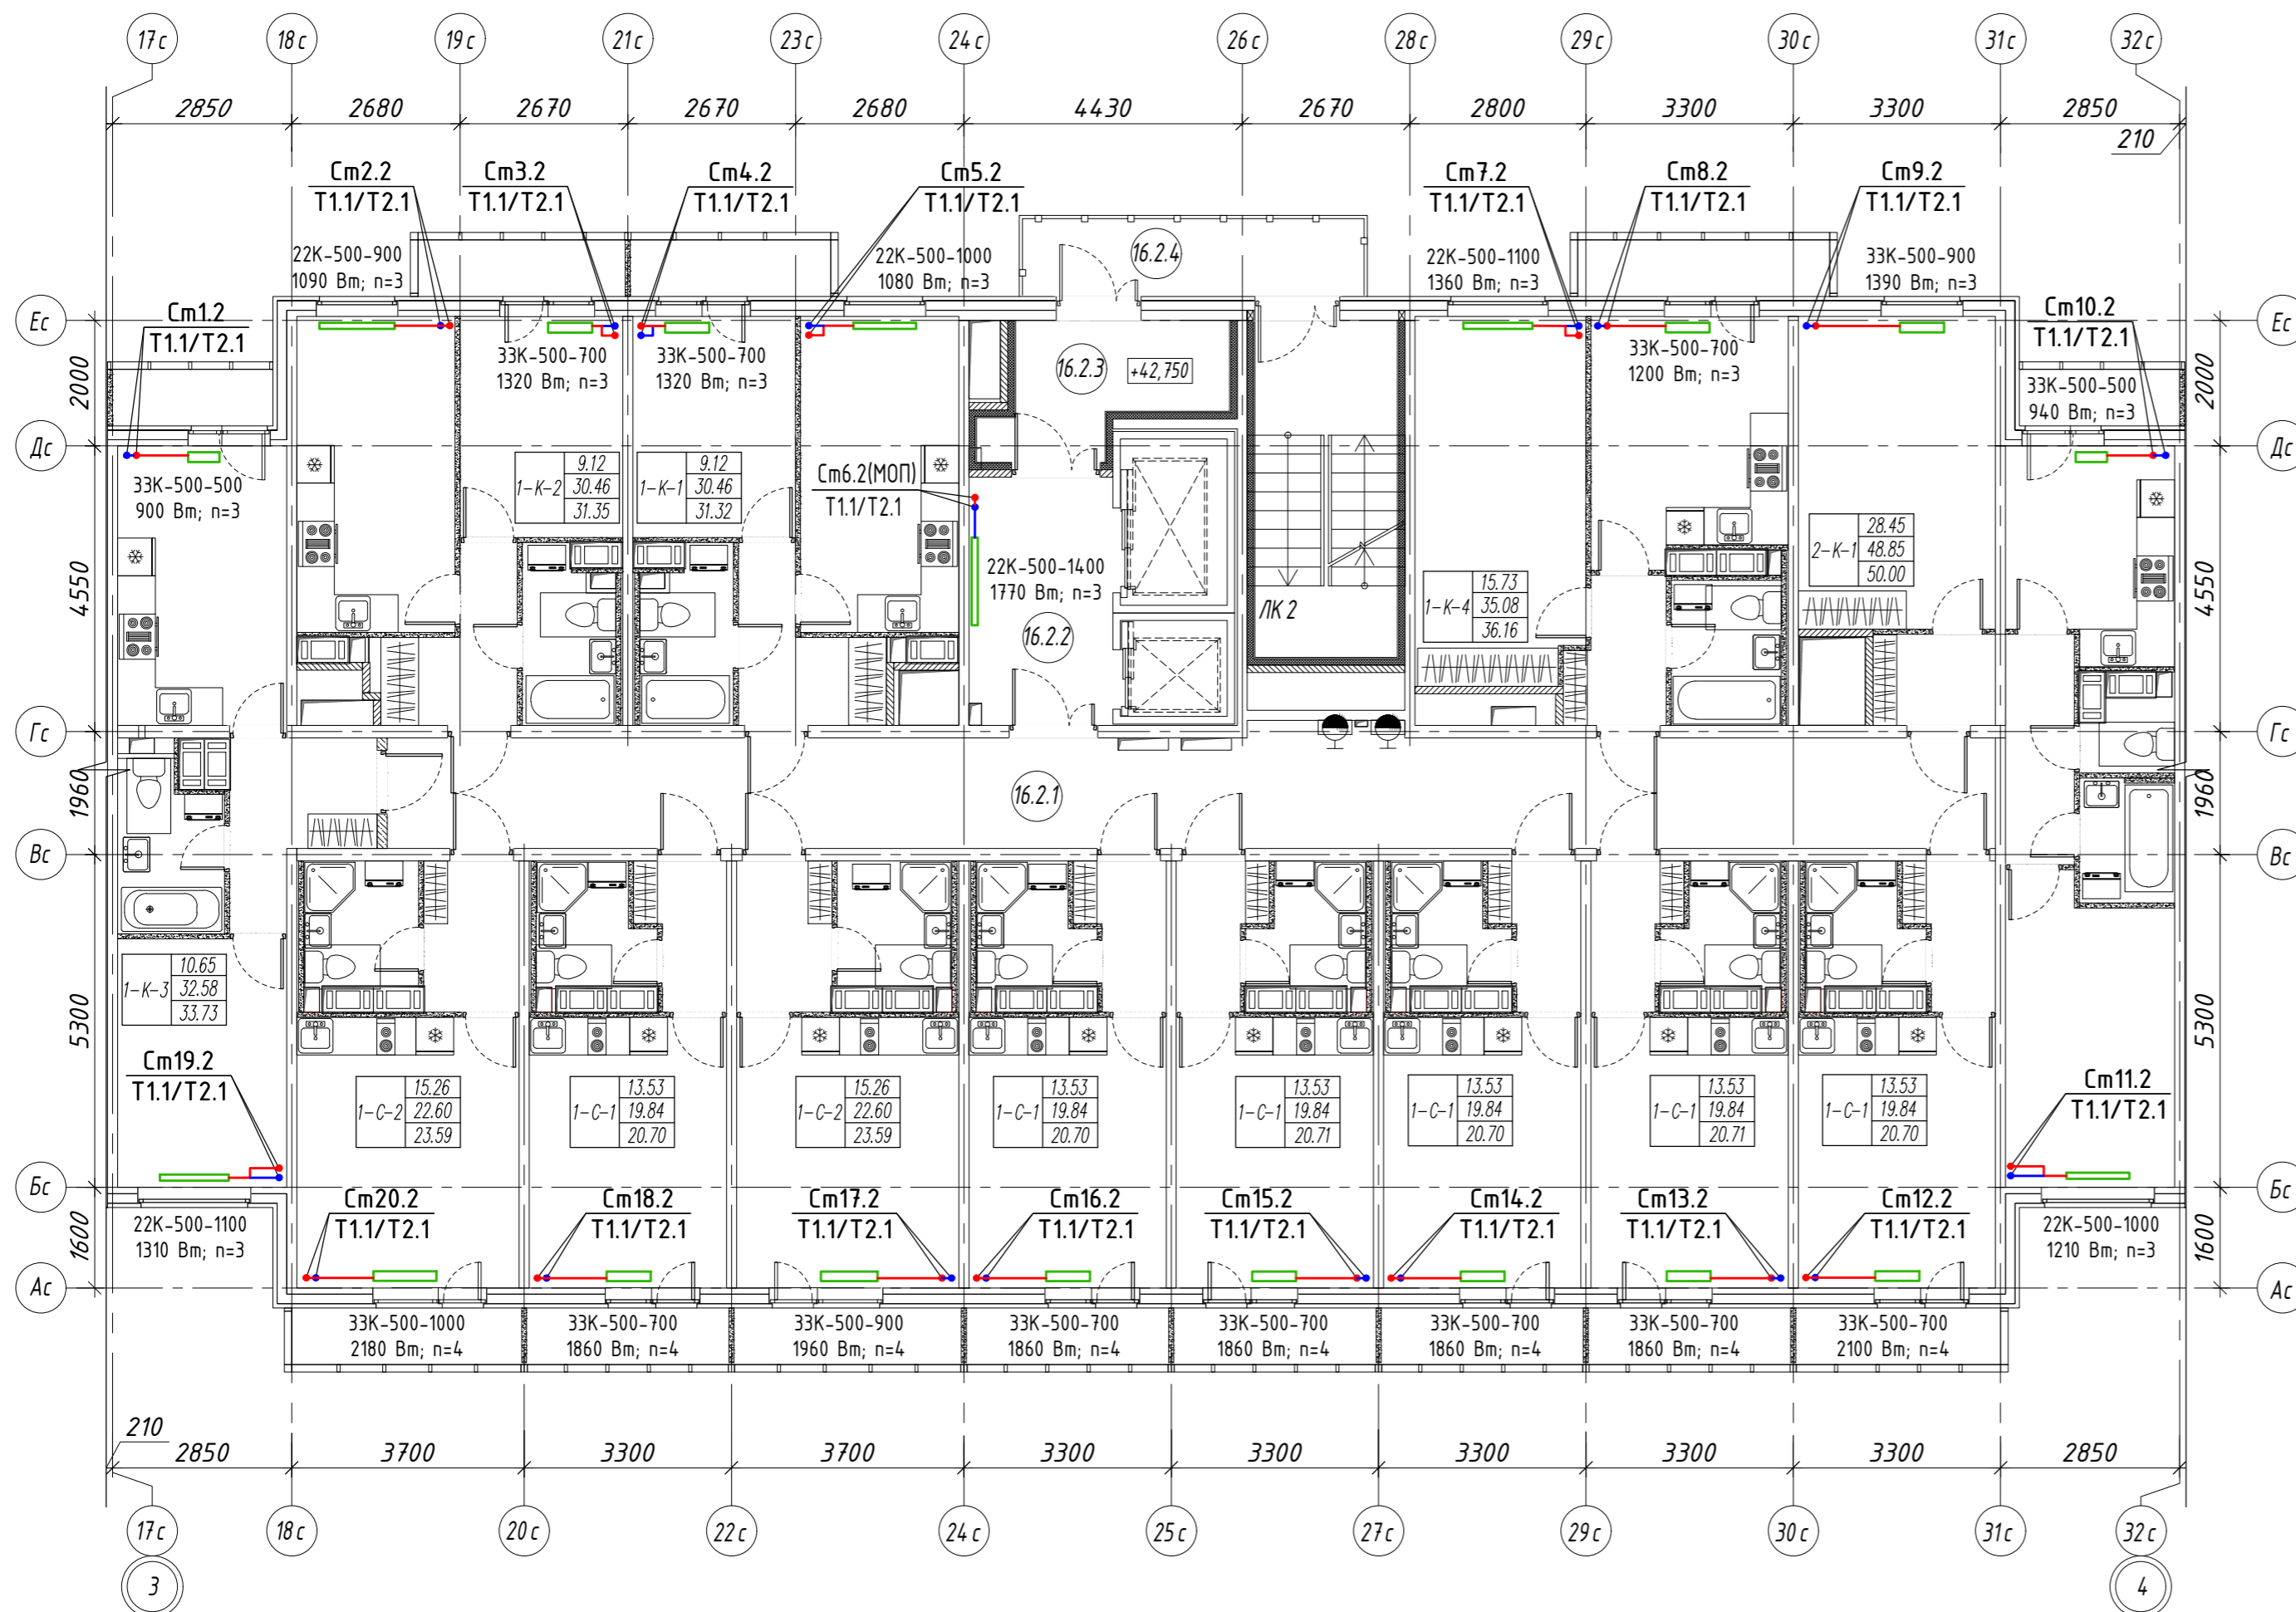 17с 18с 19с 21с 23с 24с 26с 28с 29с 30с 31с 32с
2850 2680 2670 2670 2680 4430 2670 2800 3300 3300 2850
210
Ст2.2
Т1.1/Т2.1
Ст3.2
Т1.1/Т2.1
Ст4.2
Т1.1/Т2.1
Ст5.2
Т1.1/Т2.1
Ст7.2
Т1.1/Т2.1
Ст8.2
Т1.1/Т2.1
Ст9.2
Т1.1/Т2.1
22К-500-900
1090 Вт; n=3
22К-500-1000
1080 Вт; n=3
16.2.4
22К-500-1100
1360 Вт; n=3
33К-500-900
1390 Вт; n=3
Ст1.2
Т1.1/Т2.1
Ст10.2
Т1.1/Т2.1
Ес
Ес
33К-500-700
1320 Вт; n=3
33К-500-700
1320 Вт; n=3
16.2.3
+42,750
33К-500-700
1200 Вт; n=3
33К-500-500
940 Вт; n=3
2000
2000
Дс
Дс
33К-500-500
900 Вт; n=3
1-К-2
9.12
30.46
31.35
1-К-1
9.12
30.46
31.32
Ст6.2(МОП)
Т1.1/Т2.1
2-К-1
28.45
48.85
50.00
4550
4550
22К-500-1400
1770 Вт; n=3
ЛК 2
1-К-4
15.73
35.08
36.16
16.2.2
Гс
Гс
1960
16.2.1
1960
Вс
Вс
1-К-3
10.65
32.58
33.73
5300
5300
Ст19.2
Т1.1/Т2.1
Ст11.2
Т1.1/Т2.1
1-С-2
15.26
22.60
23.59
1-С-1
13.53
19.84
20.70
1-С-2
15.26
22.60
23.59
1-С-1
13.53
19.84
20.70
1-С-1
13.53
19.84
20.71
1-С-1
13.53
19.84
20.70
1-С-1
13.53
19.84
20.71
1-С-1
13.53
19.84
20.70
Бс
Бс
Ст20.2
Т1.1/Т2.1
Ст18.2
Т1.1/Т2.1
Ст17.2
Т1.1/Т2.1
Ст16.2
Т1.1/Т2.1
Ст15.2
Т1.1/Т2.1
Ст14.2
Т1.1/Т2.1
Ст13.2
Т1.1/Т2.1
Ст12.2
Т1.1/Т2.1
22К-500-1100
1310 Вт; n=3
22К-500-1000
1210 Вт; n=3
1600
1600
Ас
Ас
33К-500-1000
2180 Вт; n=4
33К-500-700
1860 Вт; n=4
33К-500-900
1960 Вт; n=4
33К-500-700
1860 Вт; n=4
33К-500-700
1860 Вт; n=4
33К-500-700
1860 Вт; n=4
33К-500-700
1860 Вт; n=4
33К-500-700
2100 Вт; n=4
210
2850 3700 3300 3700 3300 3300 3300 3300 3300 2850
17с 18с 20с 22с 24с 25с 27с 29с 30с 31с 32с
3 4